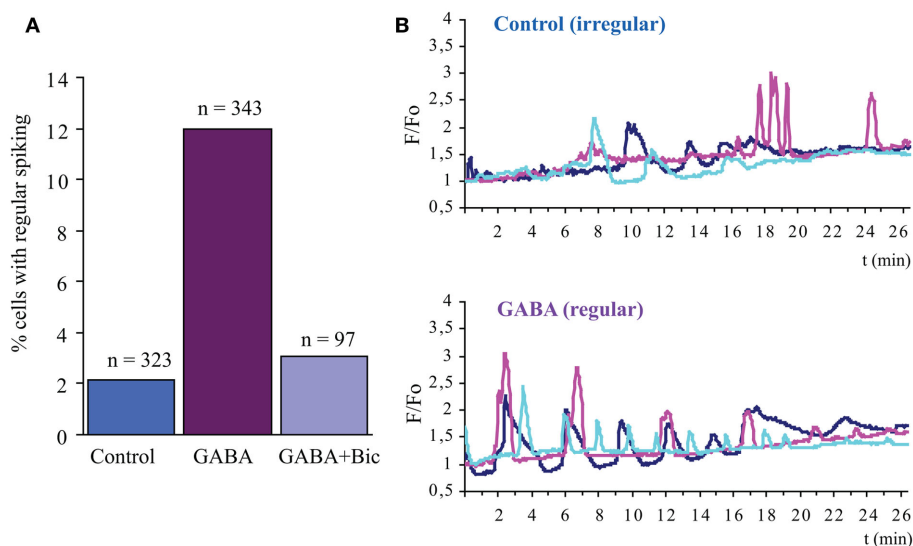 A
% cells with regular spiking
14
12
10
8
6
4
2
0
n = 323
n = 343
n = 97
Control
GABA
GABA+Bic
B
Control (irregular)
F/Fo
4
3,5
3
2,5
2
1,5
1
0,5
2 4 6 8 10 12 14 16 18 20 22 24 26
t (min)
GABA (regular)
F/Fo
4
3,5
3
2,5
2
1,5
1
0,5
2 4 6 8 10 12 14 16 18 20 22 24 26
t (min)